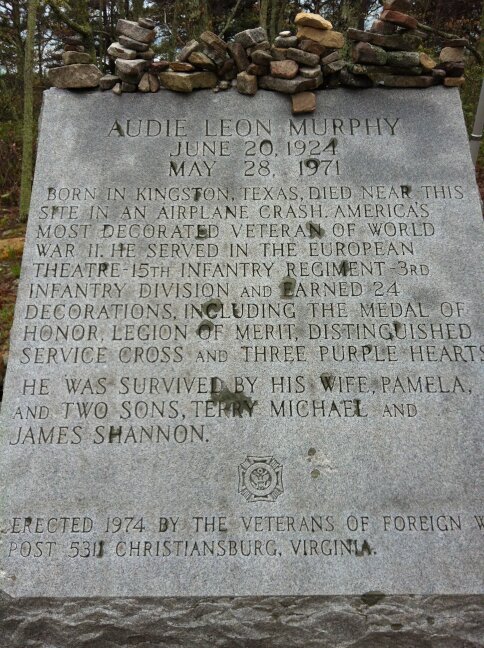 AUDIE LEON MURPHY
JUNE 20, 1924
MAY 28, 1971
BORN IN KINGSTON, TEXAS, DIED NEAR THIS
SITE IN AN AIRPLANE CRASH. AMERICA'S
MOST DECORATED VETERAN OF WORLD
WAR II. HE SERVED IN THE EUROPEAN
THEATRE-15TH INFANTRY REGIMENT-3RD
INFANTRY DIVISION AND EARNED 24
DECORATIONS, INCLUDING THE MEDAL OF
HONOR, LEGION OF MERIT, DISTINGUISHED
SERVICE CROSS AND THREE PURPLE HEARTS
HE WAS SURVIVED BY HIS WIFE, PAMELA,
AND TWO SONS, TERRY MICHAEL AND
JAMES SHANNON.
ERECTED 1974 BY THE VETERANS OF FOREIGN W
POST 5311 CHRISTIANSBURG, VIRGINIA.